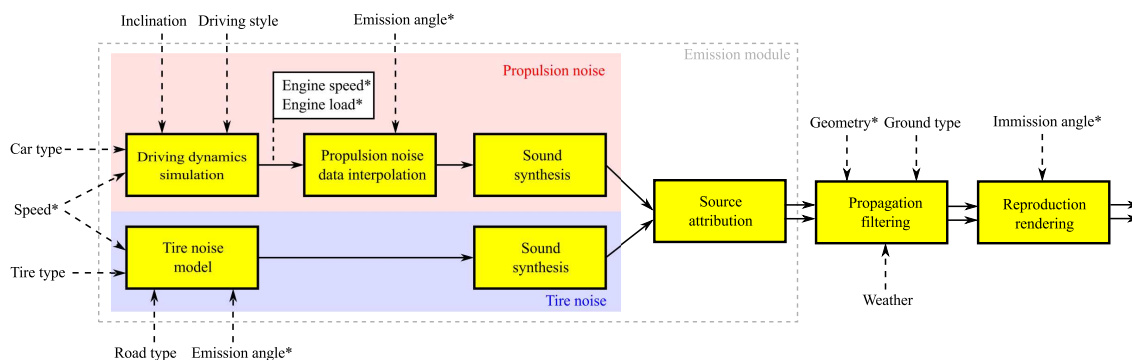 Inclination Driving style Emission angle*
Emission module
Propulsion noise
Engine speed*
Engine load*
Geometry* Ground type Immission angle*
Car type
Driving dynamics
simulation
Propulsion noise
data interpolation
Sound
synthesis
Speed*
Source
attribution
Propagation
filtering
Reproduction
rendering
Tire noise
model
Sound
synthesis
Tire type
Tire noise
Weather
Road type Emission angle*